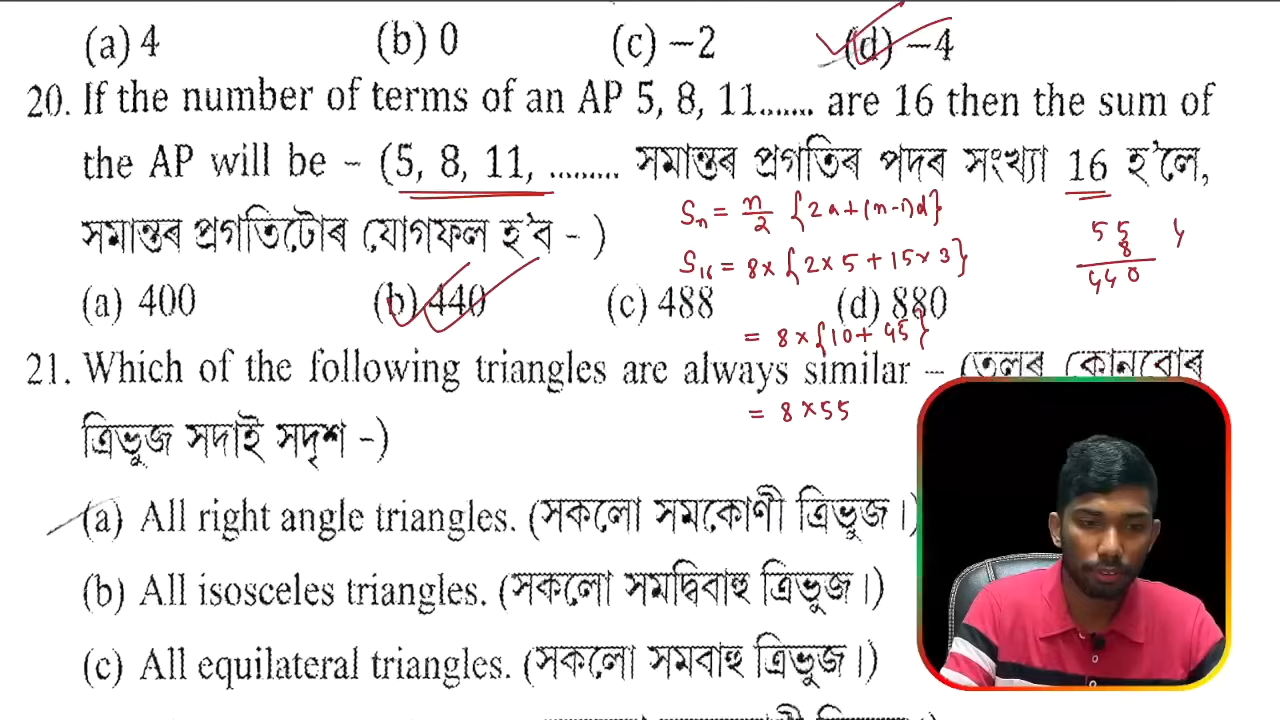 (a) 4 (b) 0 (c) −2 (d) −4
20. If the number of terms of an AP 5, 8, 11....... are 16 then the sum of
the AP will be – (5, 8, 11, ......... সমান্তৰ প্ৰগতিৰ পদৰ সংখ্যা 16 হ'লে,
সমান্তৰ প্ৰগতিটোৰ যোগফল হ'ব – )
Sₙ = n/2 {2a+(n-1)d}
S₁₆ = 8×{2×5+15×3}
55 4
8
440
(a) 400 (b) 440 (c) 488 (d) 880
= 8×{10+45}
21. Which of the following triangles are always similar – (তলৰ কোনবোৰ
= 8×55
ত্ৰিভুজ সদাই সদৃশ –)
(a) All right angle triangles. (সকলো সমকোণী ত্ৰিভুজ।)
(b) All isosceles triangles. (সকলো সমদ্বিবাহু ত্ৰিভুজ।)
(c) All equilateral triangles. (সকলো সমবাহু ত্ৰিভুজ।)